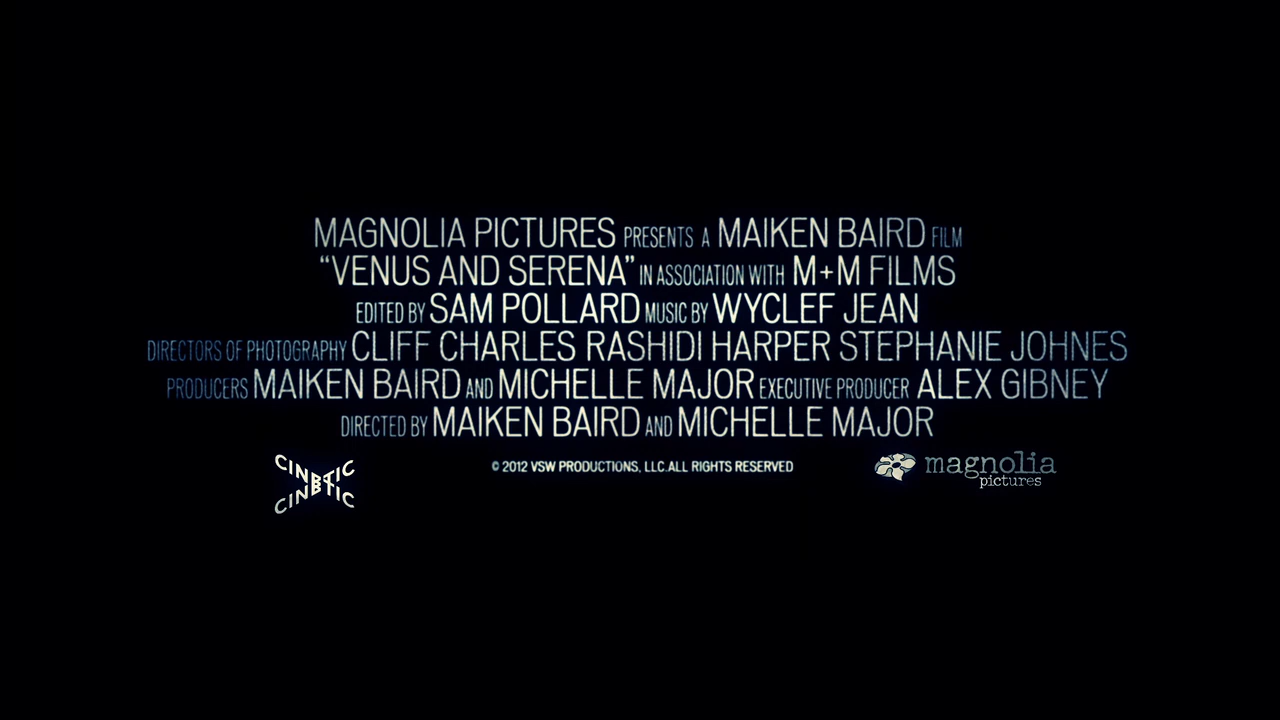 MAGNOLIA PICTURES PRESENTS A MAIKEN BAIRD FILM
“VENUS AND SERENA” IN ASSOCIATION WITH M+M FILMS
EDITED BY SAM POLLARD MUSIC BY WYCLEF JEAN
DIRECTORS OF PHOTOGRAPHY CLIFF CHARLES RASHIDI HARPER STEPHANIE JOHNES
PRODUCERS MAIKEN BAIRD AND MICHELLE MAJOR EXECUTIVE PRODUCER ALEX GIBNEY
DIRECTED BY MAIKEN BAIRD AND MICHELLE MAJOR
© 2012 VSW PRODUCTIONS, LLC.ALL RIGHTS RESERVED
magnolia
pictures